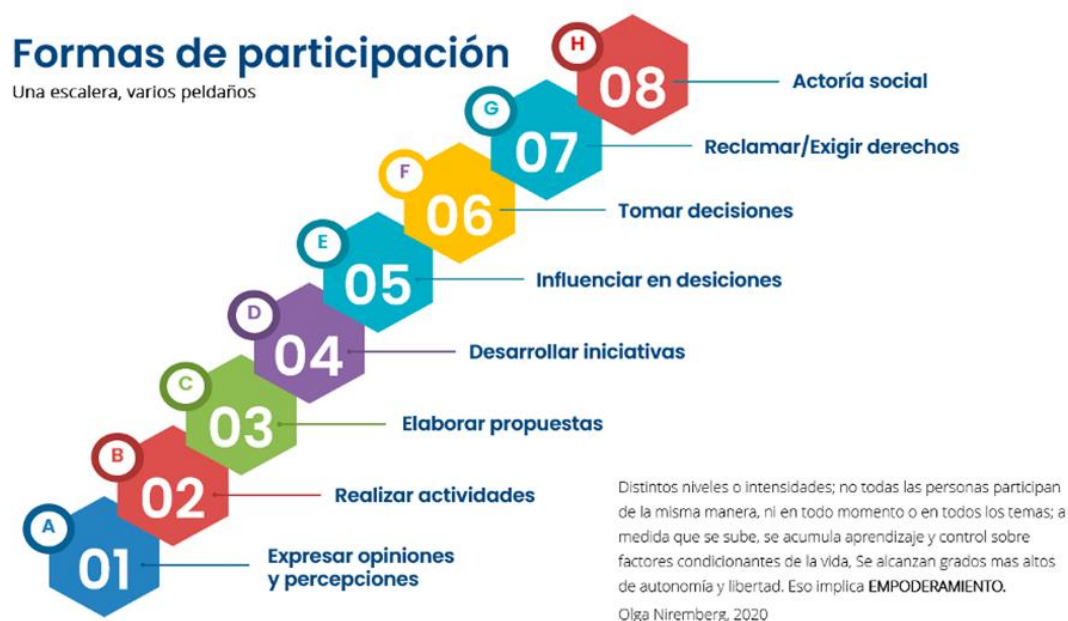 Formas de participación
Una escalera, varios peldaños
H
08
Actoría social
G
07
Reclamar/Exigir derechos
F
06
Tomar decisiones
E
05
Influenciar en desiciones
D
04
Desarrollar iniciativas
C
03
Elaborar propuestas
B
02
Realizar actividades
A
01
Expresar opiniones
y percepciones
Distintos niveles o intensidades; no todas las personas participan
de la misma manera, ni en todo momento o en todos los temas; a
medida que se sube, se acumula aprendizaje y control sobre
factores condicionantes de la vida, Se alcanzan grados mas altos
de autonomía y libertad. Eso implica EMPODERAMIENTO.
Olga Niremberg, 2020